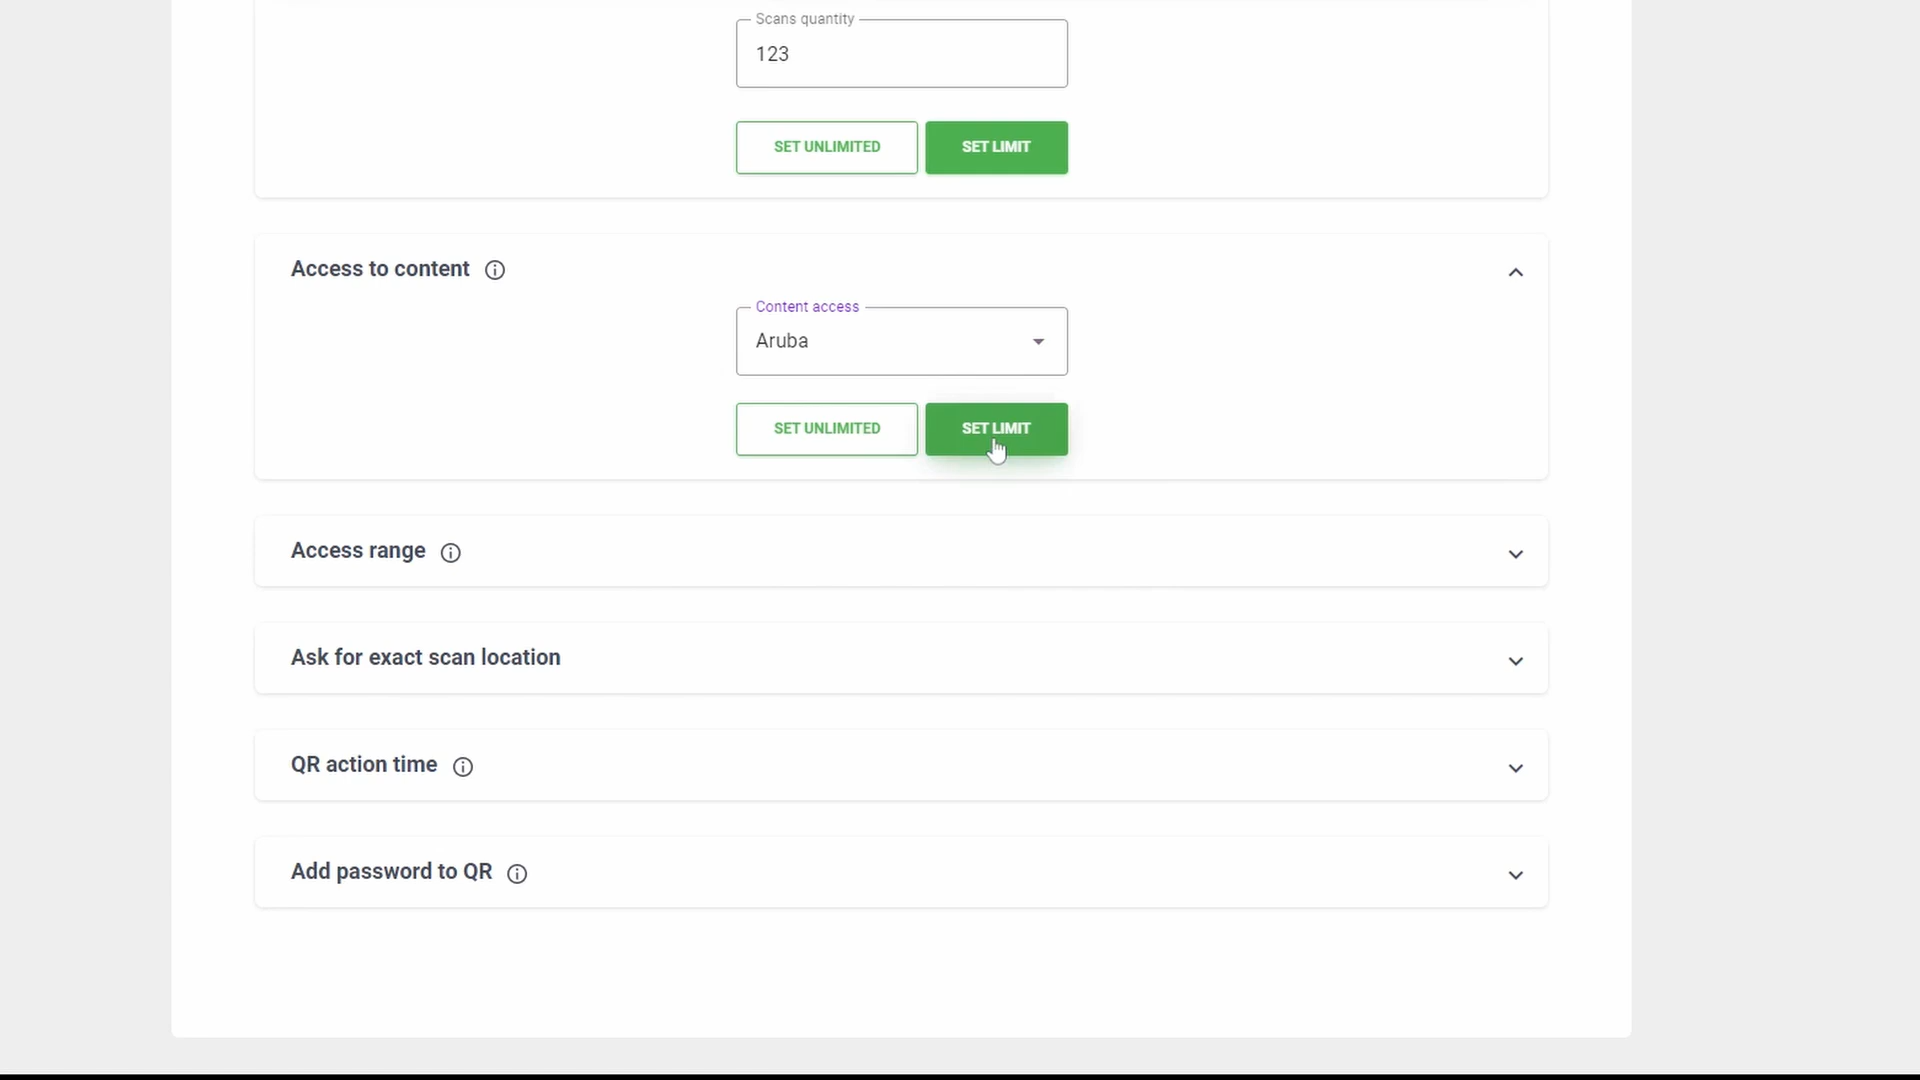 Scans quantity
123
SET UNLIMITED
SET LIMIT
Access to content
Content access
Aruba
SET UNLIMITED
SET LIMIT
Access range
Ask for exact scan location
QR action time
Add password to QR